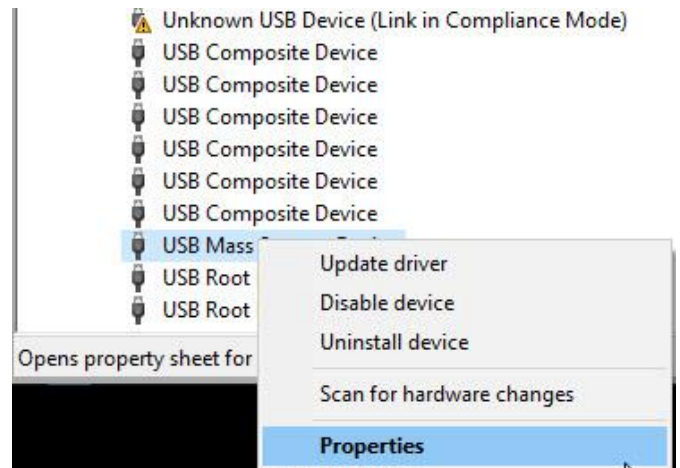 Unknown USB Device (Link in Compliance Mode)
USB Composite Device
USB Composite Device
USB Composite Device
USB Composite Device
USB Composite Device
USB Composite Device
USB Mass
USB Root
USB Root
Opens property sheet for
Update driver
Disable device
Uninstall device
Scan for hardware changes
Properties